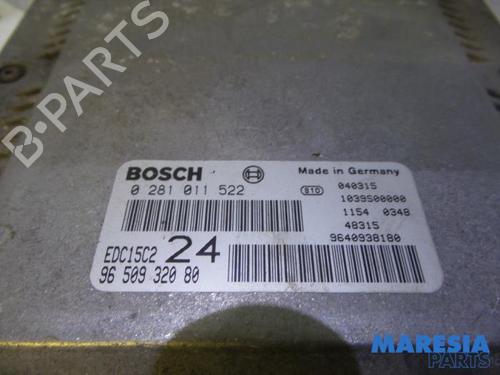 B-PARTS
BOSCH
Made in Germany
0 281 011 522
810
040315
1039S00000
1154 0348
48315
9640938180
EDC15C2 24
96 509 320 80
MARESIA
PARTS